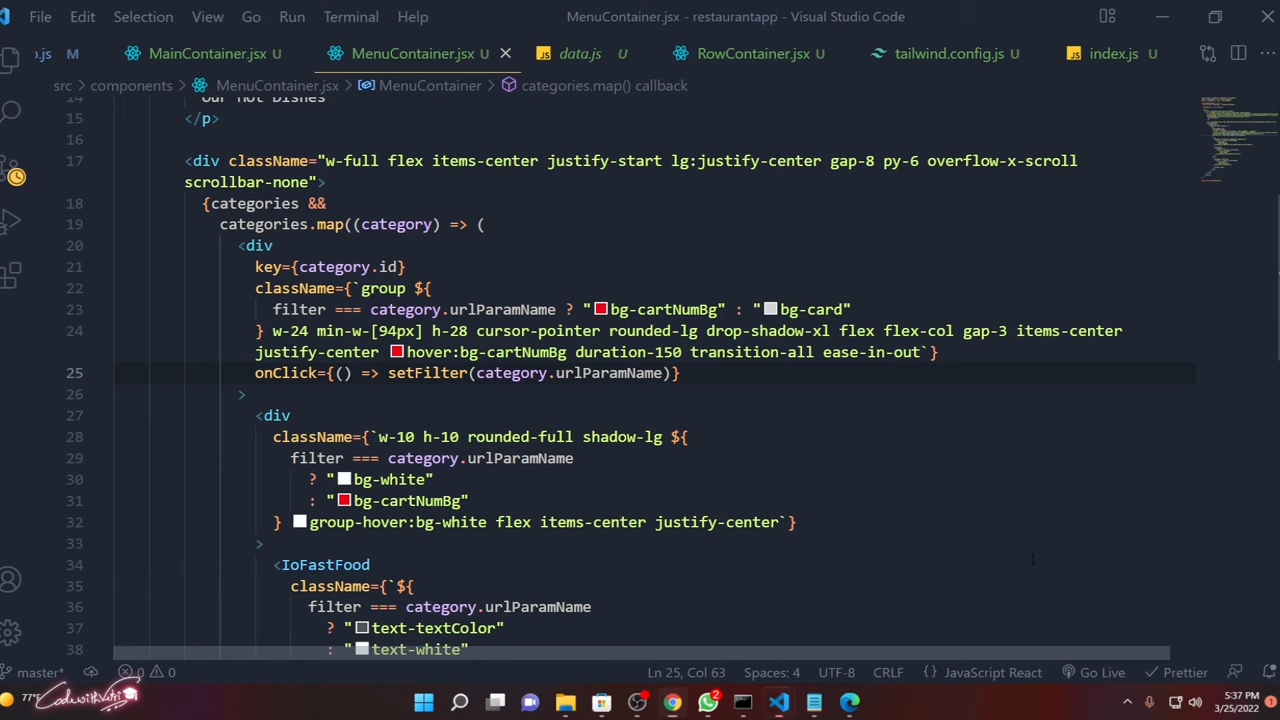 File Edit Selection View Go Run Terminal Help MenuContainer.jsx - restaurantapp - Visual Studio Code
.js M MainContainer.jsx U MenuContainer.jsx U data.js U RowContainer.jsx U tailwind.config.js U index.js U
src > components > MenuContainer.jsx > MenuContainer > categories.map() callback
14 Our Hot Dishes
15 </p>
16
17 <div className="w-full flex items-center justify-start lg:justify-center gap-8 py-6 overflow-x-scroll
scrollbar-none">
18 {categories &&
19 categories.map((category) => (
20 <div
21 key={category.id}
22 className={`group ${
23 filter === category.urlParamName ? "bg-cartNumBg" : "bg-card"
24 } w-24 min-w-[94px] h-28 cursor-pointer rounded-lg drop-shadow-xl flex flex-col gap-3 items-center
justify-center hover:bg-cartNumBg duration-150 transition-all ease-in-out`}
25 onClick={() => setFilter(category.urlParamName)}
26 >
27 <div
28 className={`w-10 h-10 rounded-full shadow-lg ${
29 filter === category.urlParamName
30 ? "bg-white"
31 : "bg-cartNumBg"
32 } group-hover:bg-white flex items-center justify-center`}
33 >
34 <IoFastFood
35 className={`${
36 filter === category.urlParamName
37 ? "text-textColor"
38 : "text-white"
master* 0 0 Ln 25, Col 63 Spaces: 4 UTF-8 CRLF JavaScript React Go Live Prettier
77° 5:37 PM
3/25/2022 1